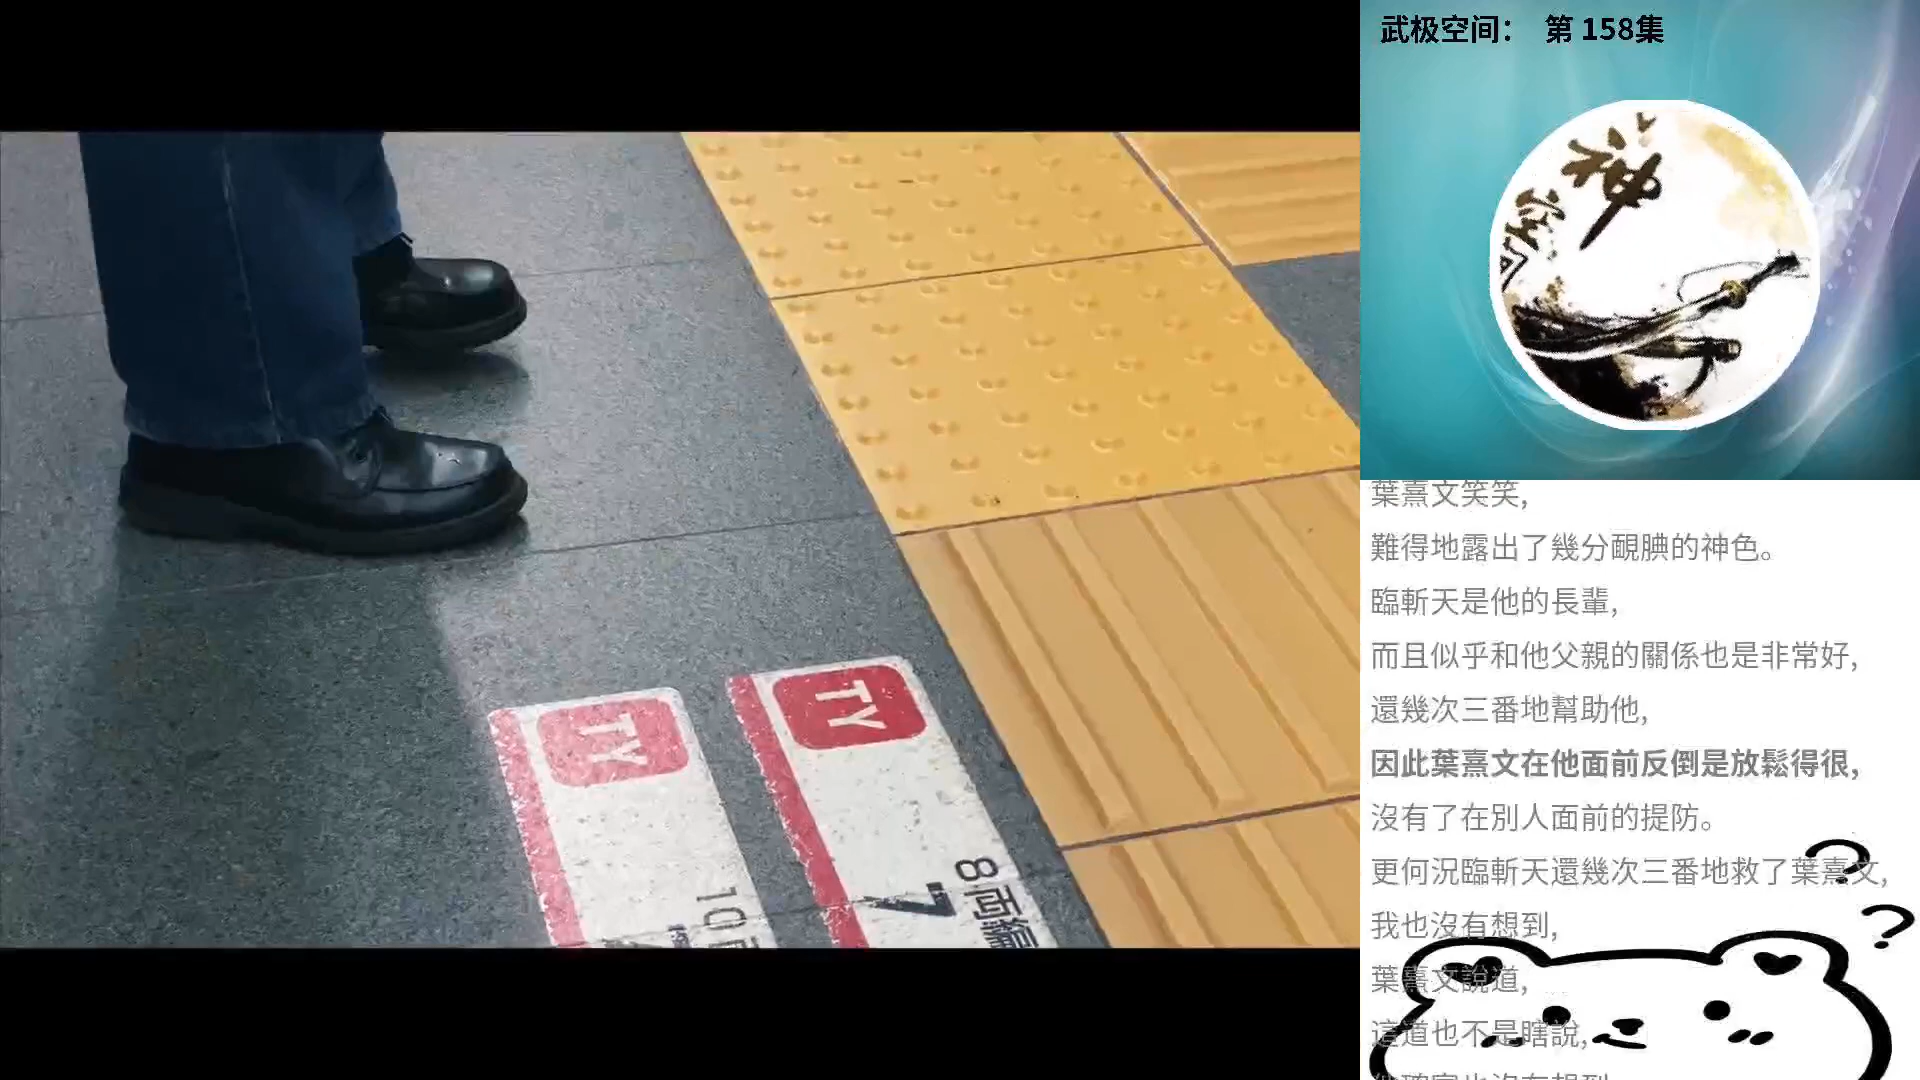 武极空间： 第 158集
神
葉熹文笑笑,
難得地露出了幾分靦腆的神色。
臨斬天是他的長輩,
而且似乎和他父親的關係也是非常好,
還幾次三番地幫助他,
因此葉熹文在他面前反倒是放鬆得很,
沒有了在別人面前的提防。
更何況臨斬天還幾次三番地救了葉熹文,
我也沒有想到,
葉熹文說道,
這道也不是瞎說,
TY
TY
8両編
7
10
?
?